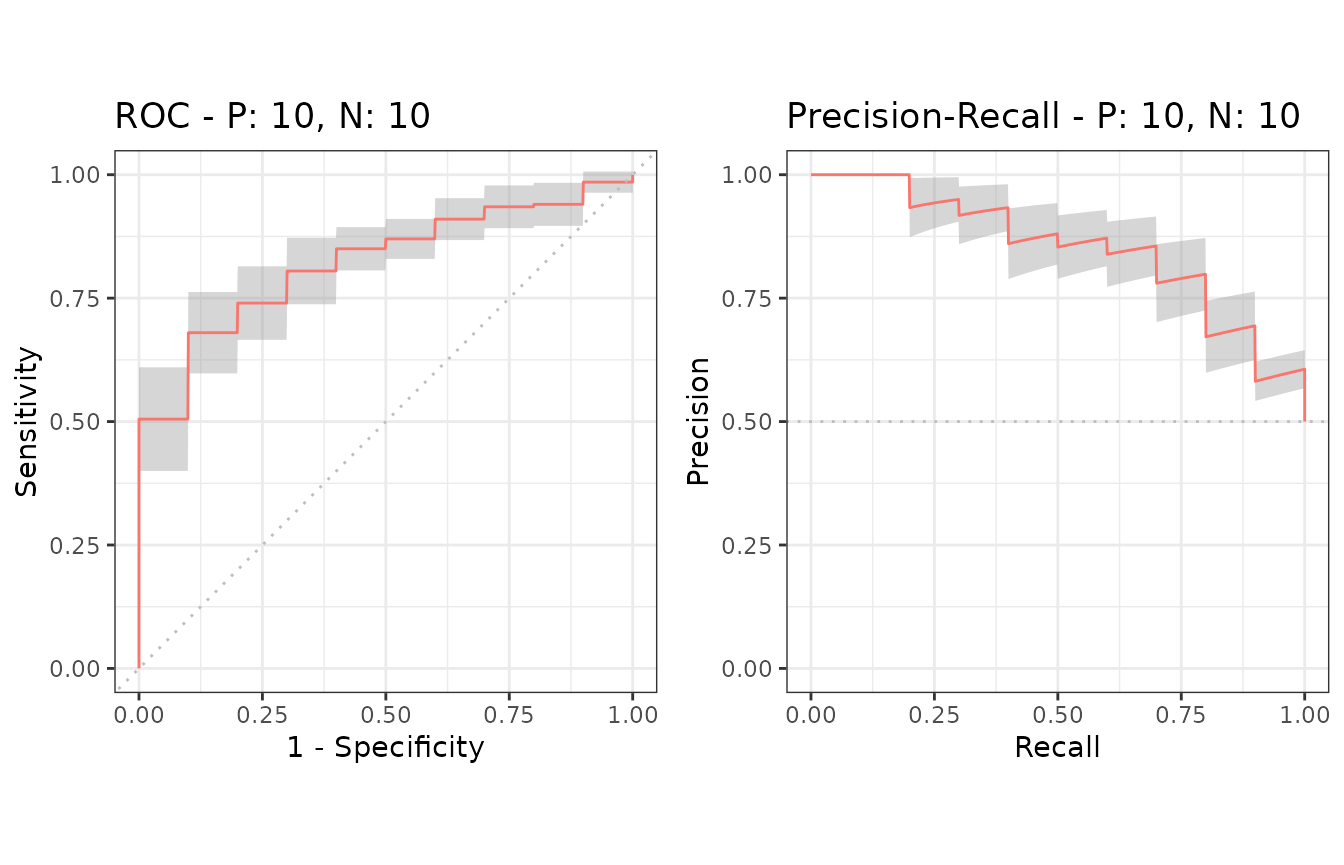 ROC - P: 10, N: 10
Precision-Recall - P: 10, N: 10
1.00
0.75
0.50
0.25
0.00
Sensitivity
0.00 0.25 0.50 0.75 1.00
1 - Specificity
1.00
0.75
0.50
0.25
0.00
Precision
0.00 0.25 0.50 0.75 1.00
Recall